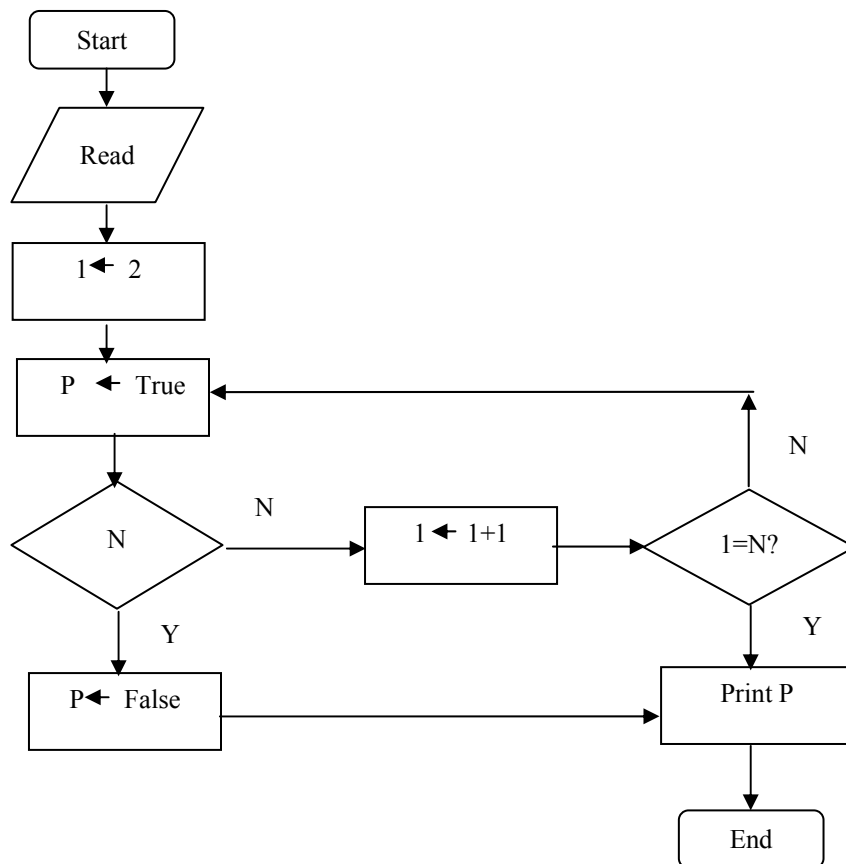 Start
Read
1 ← 2
P ← True
N
N
1 ← 1+1
1=N?
N
Y
Y
P ← False
Print P
End